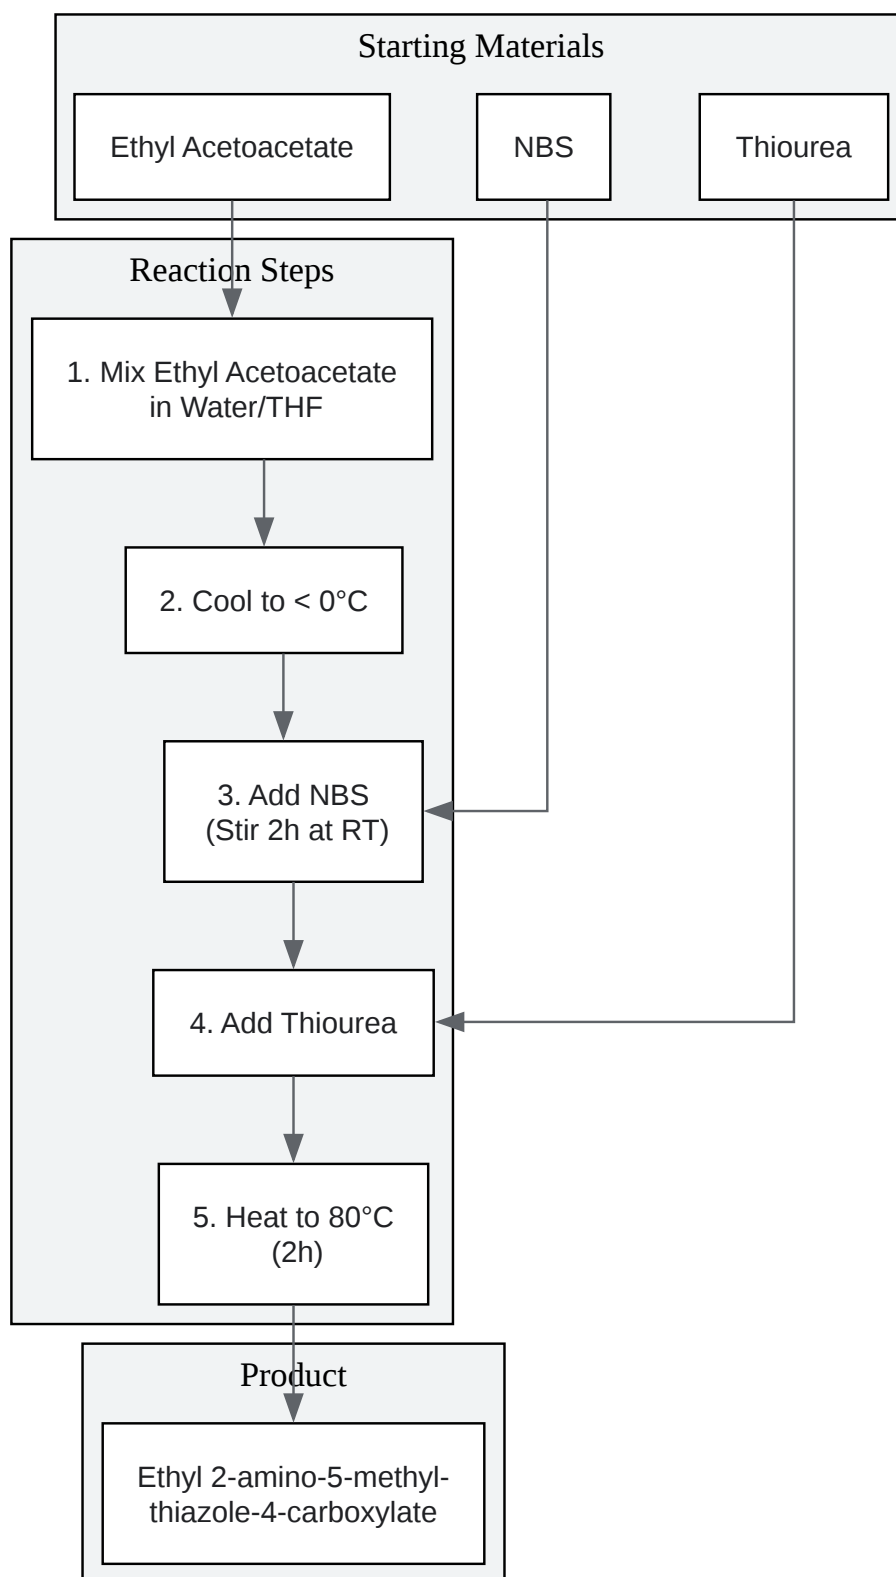 Starting Materials
Ethyl Acetoacetate
NBS
Thiourea
Reaction Steps
1. Mix Ethyl Acetoacetate
in Water/THF
2. Cool to < 0°C
3. Add NBS
(Stir 2h at RT)
4. Add Thiourea
5. Heat to 80°C
(2h)
Product
Ethyl 2-amino-5-methyl-
thiazole-4-carboxylate